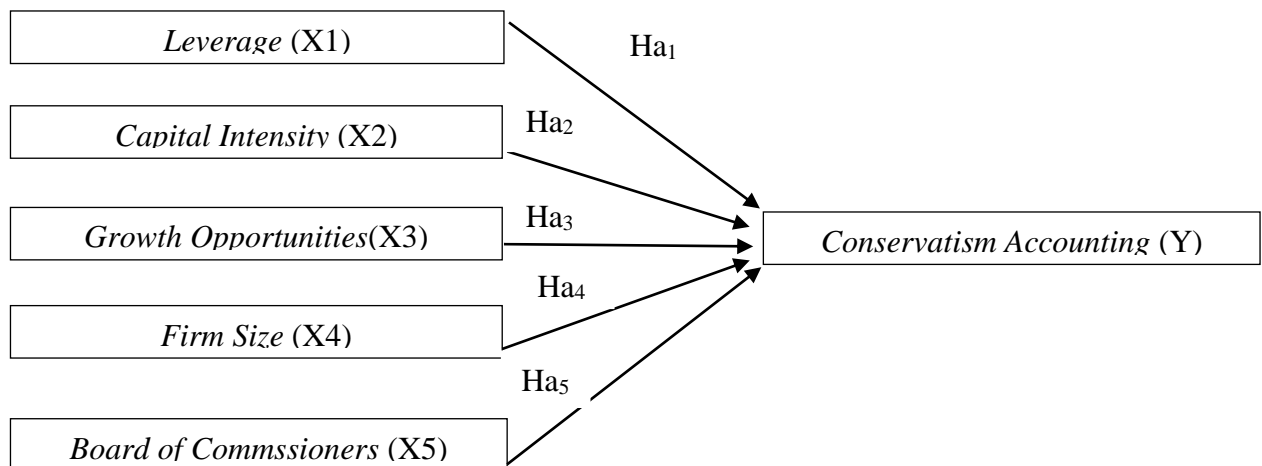 Leverage (X1)
Ha₁
Capital Intensity (X2)
Ha₂
Growth Opportunities(X3)
Ha₃
Conservatism Accounting (Y)
Ha₄
Firm Size (X4)
Ha₅
Board of Commssioners (X5)